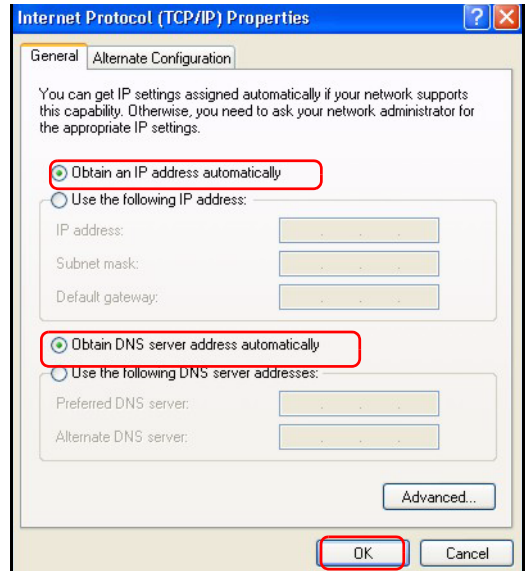 Internet Protocol (TCP/IP) Properties
?
X
General
Alternate Configuration
You can get IP settings assigned automatically if your network supports
this capability. Otherwise, you need to ask your network administrator for
the appropriate IP settings.
Obtain an IP address automatically
Use the following IP address:
IP address:
Subnet mask:
Default gateway:
Obtain DNS server address automatically
Use the following DNS server addresses:
Preferred DNS server:
Alternate DNS server:
Advanced...
OK
Cancel